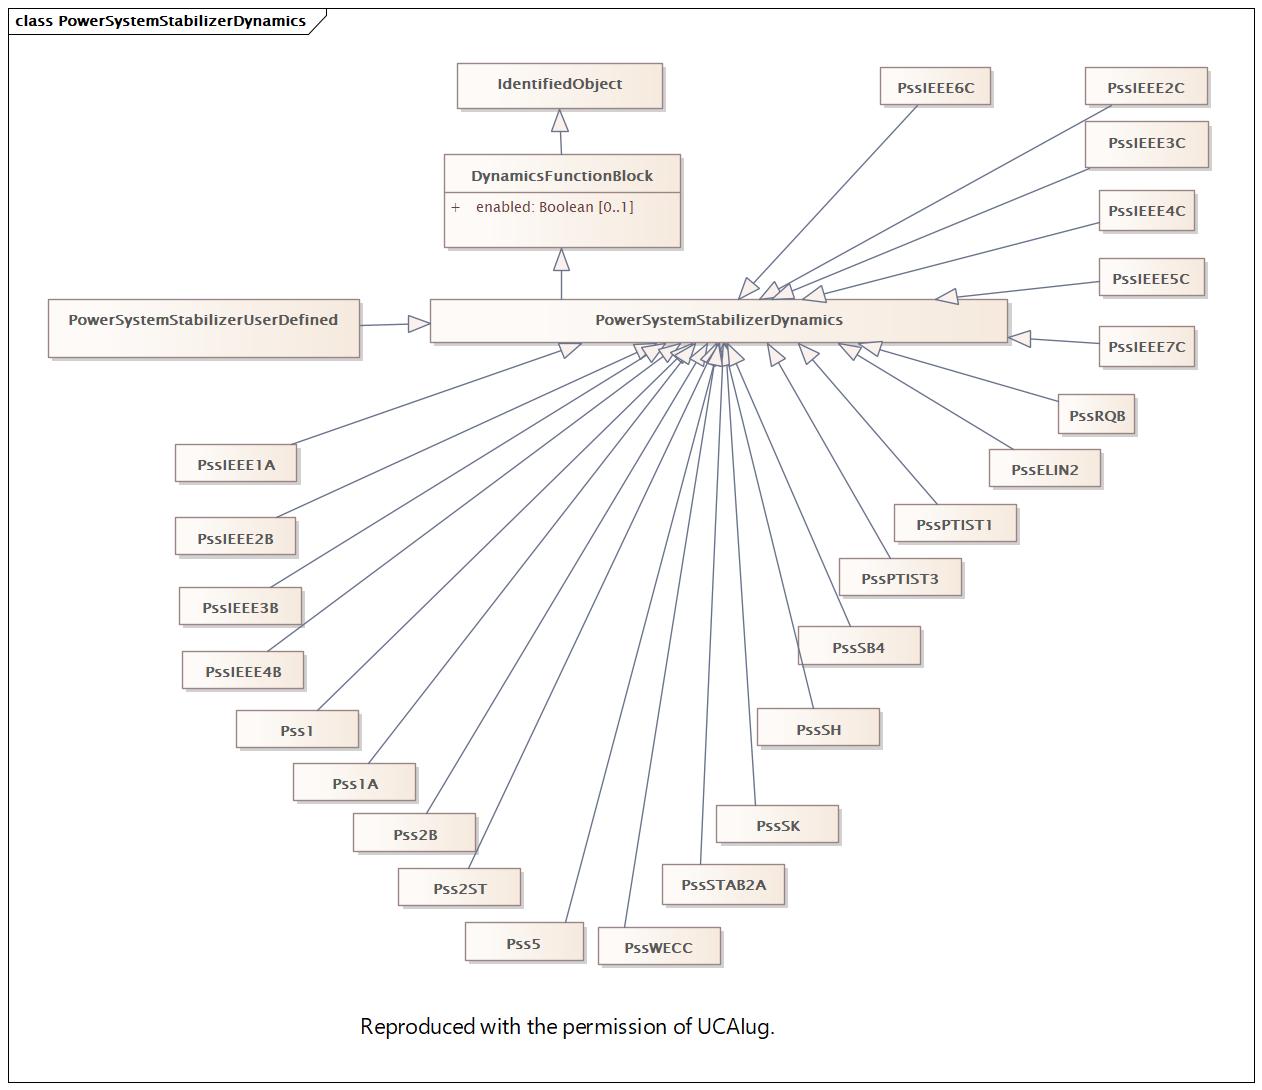 class PowerSystemStabilizerDynamics
IdentifiedObject
PssIEEE6C
PssIEEE2C
PssIEEE3C
DynamicsFunctionBlock
+ enabled: Boolean [0..1]
PssIEEE4C
PssIEEE5C
PowerSystemStabilizerUserDefined
PowerSystemStabilizerDynamics
PssIEEE7C
PssRQB
PssIEEE1A
PssELIN2
PssPTIST1
PssIEEE2B
PssPTIST3
PssIEEE3B
PssSB4
PssIEEE4B
Pss1
PssSH
Pss1A
PssSK
Pss2B
PssSTAB2A
Pss2ST
Pss5
PssWECC
Reproduced with the permission of UCAIug.